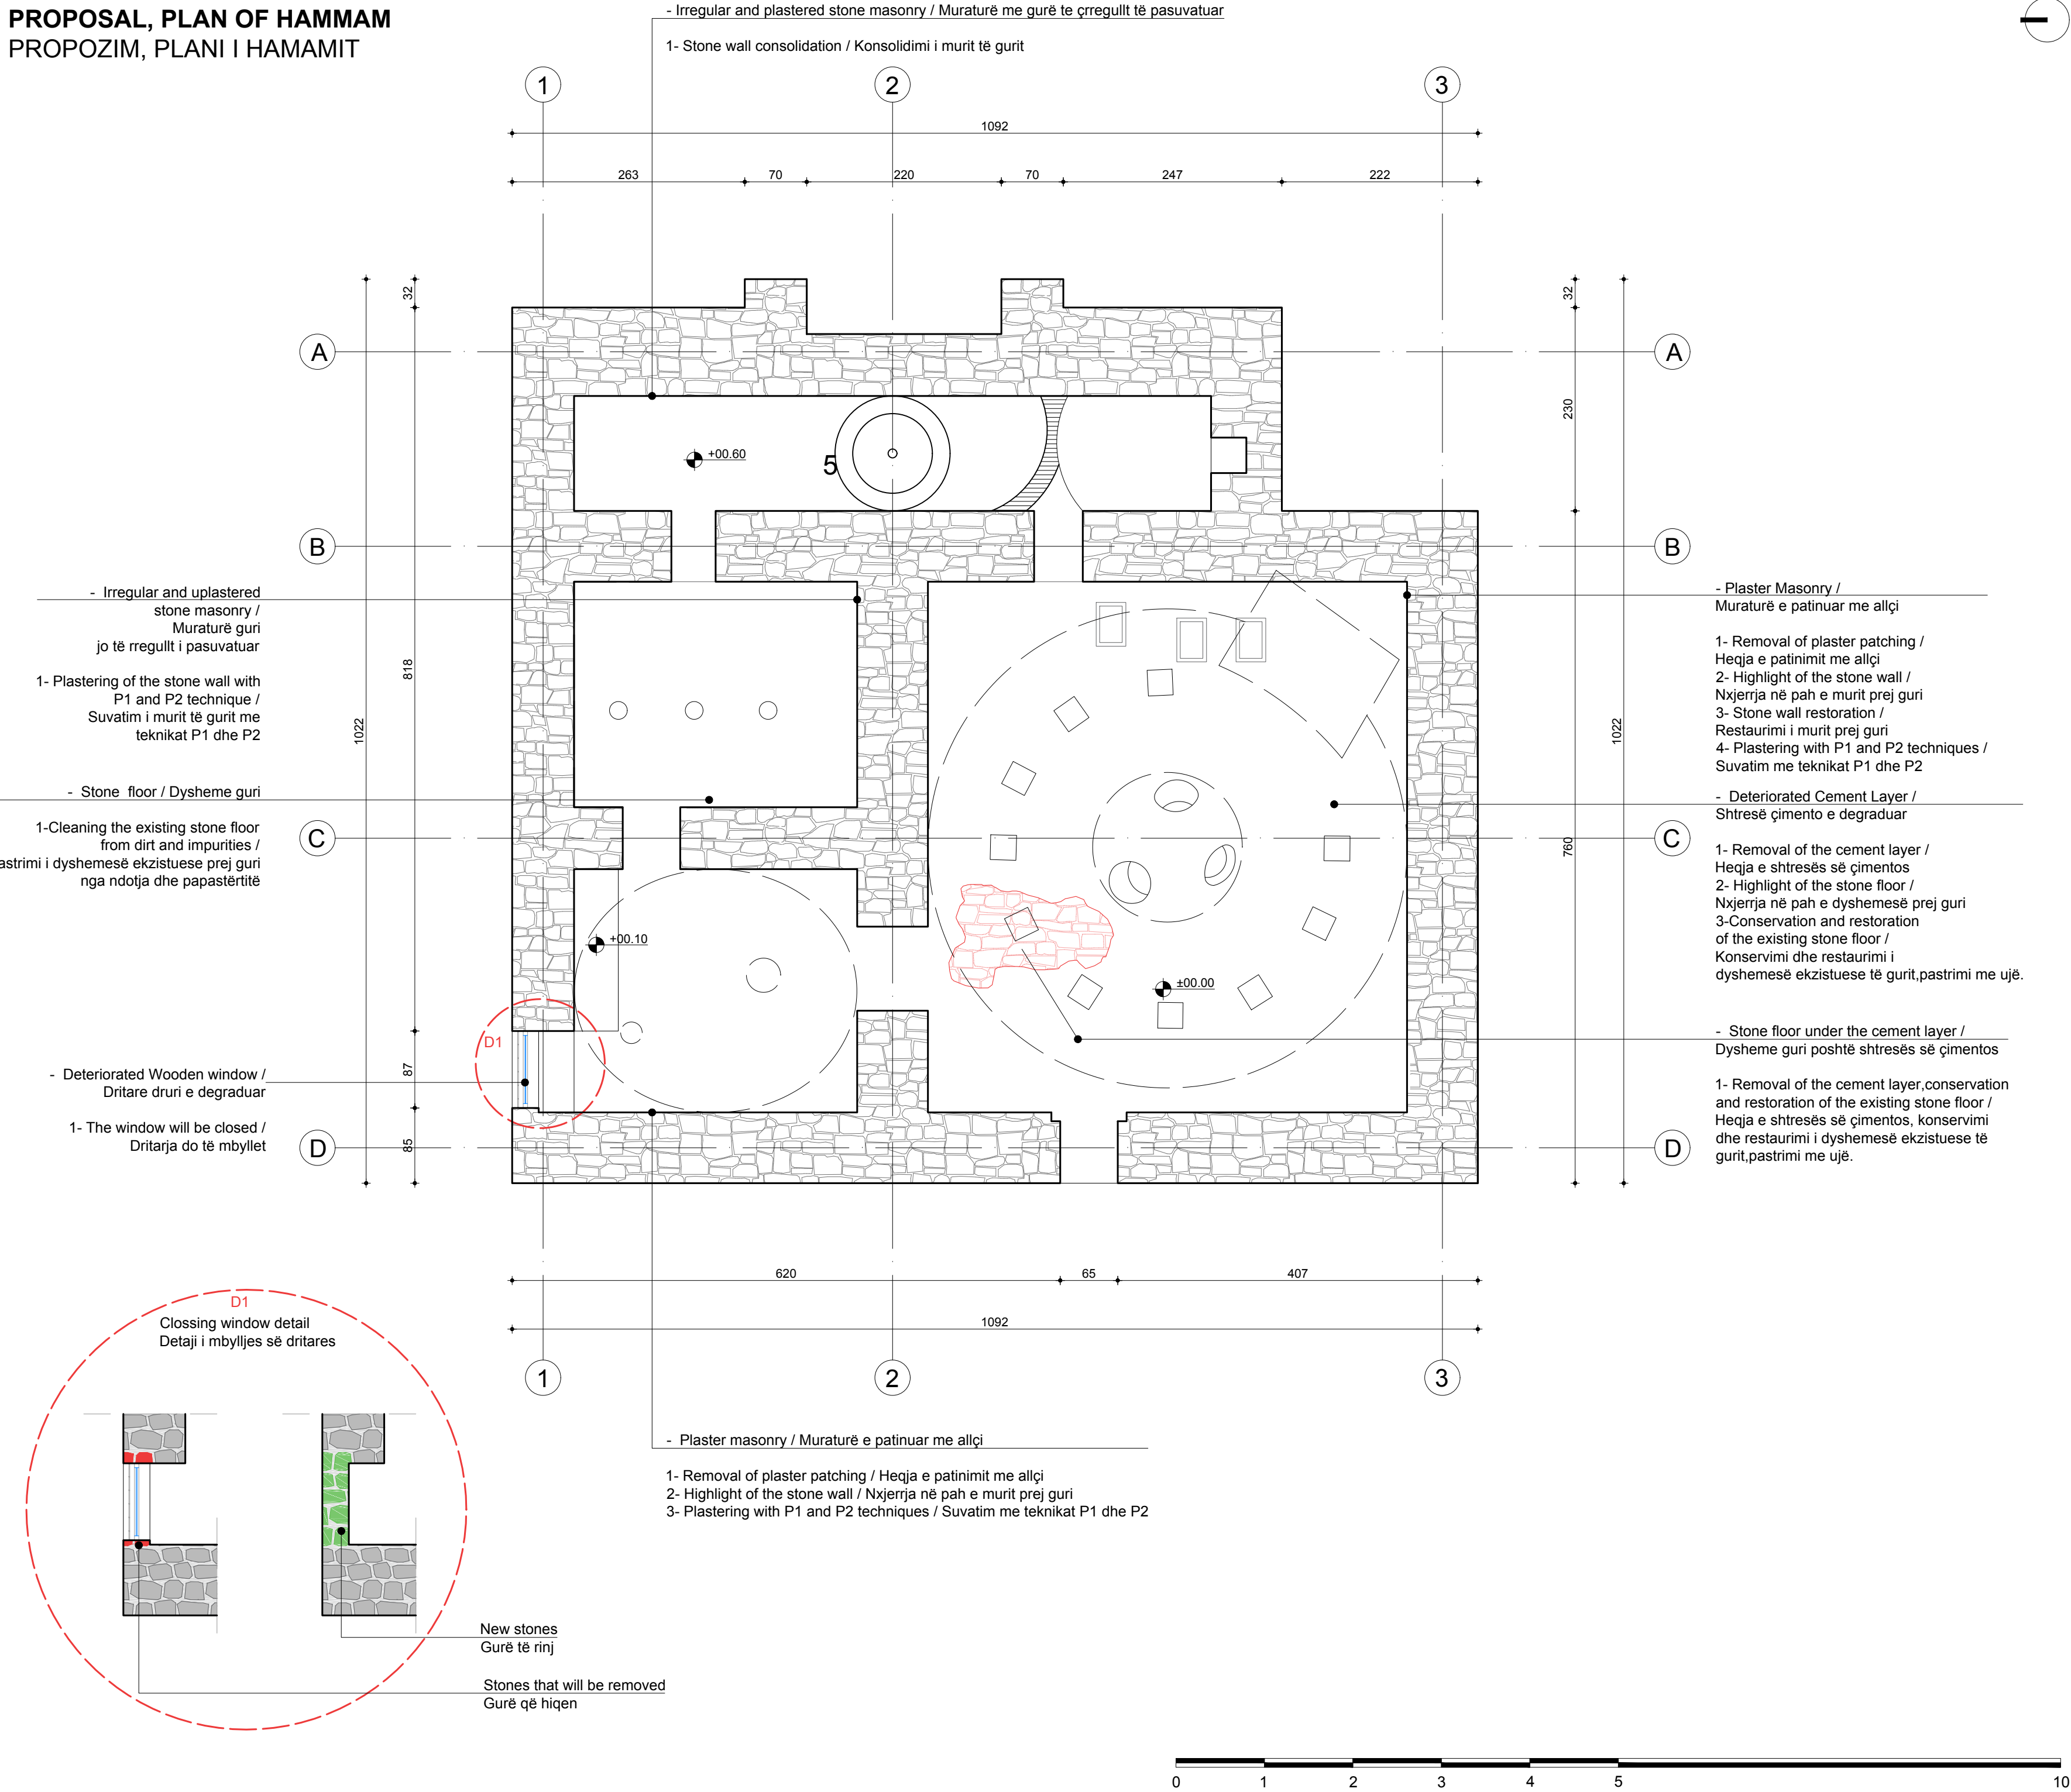 PROPOSAL, PLAN OF HAMMAM
PROPOZIM, PLANI I HAMAMIT
- Irregular and plastered stone masonry / Muraturë me gurë te çrregullt të pasuvatuar
1- Stone wall consolidation / Konsolidimi i murit të gurit
1
2
3
1092
263
70
220
70
247
222
32
818
1022
87
85
32
230
1022
760
A
A
B
B
C
C
D
D
+00.60
5
+00.10
±00.00
D1
- Irregular and uplastered
stone masonry /
Muraturë guri
jo të rregullt i pasuvatuar
1- Plastering of the stone wall with
P1 and P2 technique /
Suvatim i murit të gurit me
teknikat P1 dhe P2
- Stone floor / Dysheme guri
1-Cleaning the existing stone floor
from dirt and impurities /
astrimi i dyshemesë ekzistuese prej guri
nga ndotja dhe papastërtitë
- Deteriorated Wooden window /
Dritare druri e degraduar
1- The window will be closed /
Dritarja do të mbyllet
- Plaster Masonry /
Muraturë e patinuar me allçi
1- Removal of plaster patching /
Heqja e patinimit me allçi
2- Highlight of the stone wall /
Nxjerrja në pah e murit prej guri
3- Stone wall restoration /
Restaurimi i murit prej guri
4- Plastering with P1 and P2 techniques /
Suvatim me teknikat P1 dhe P2
- Deteriorated Cement Layer /
Shtresë çimento e degraduar
1- Removal of the cement layer /
Heqja e shtresës së çimentos
2- Highlight of the stone floor /
Nxjerrja në pah e dyshemesë prej guri
3-Conservation and restoration
of the existing stone floor /
Konservimi dhe restaurimi i
dyshemesë ekzistuese të gurit,pastrimi me ujë.
- Stone floor under the cement layer /
Dysheme guri poshtë shtresës së çimentos
1- Removal of the cement layer,conservation
and restoration of the existing stone floor /
Heqja e shtresës së çimentos, konservimi
dhe restaurimi i dyshemesë ekzistuese të
gurit,pastrimi me ujë.
620
65
407
1092
1
2
3
D1
Clossing window detail
Detaji i mbylljes së dritares
- Plaster masonry / Muraturë e patinuar me allçi
1- Removal of plaster patching / Heqja e patinimit me allçi
2- Highlight of the stone wall / Nxjerrja në pah e murit prej guri
3- Plastering with P1 and P2 techniques / Suvatim me teknikat P1 dhe P2
New stones
Gurë të rinj
Stones that will be removed
Gurë që hiqen
0 1 2 3 4 5 10